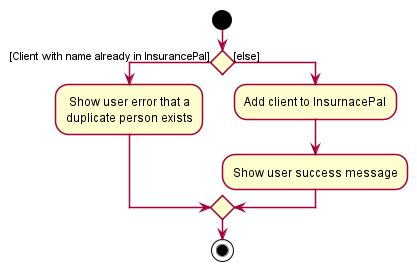 [Client with name already in InsurancePal]
[else]
Show user error that a
duplicate person exists
Add client to InsurnacePal
Show user success message